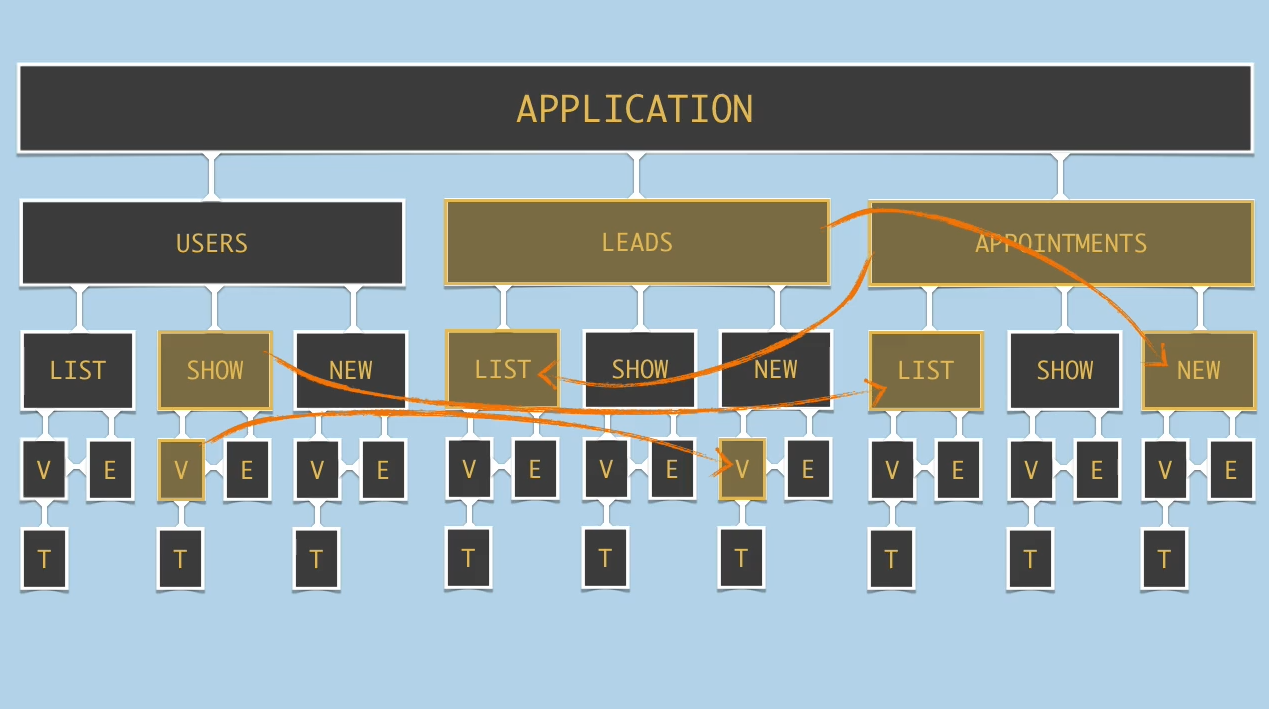 APPLICATION
USERS LEADS APPOINTMENTS
LIST SHOW NEW LIST SHOW NEW LIST SHOW NEW
V E V E V E V E V E V E V E V E V E
T T T T T T T T T